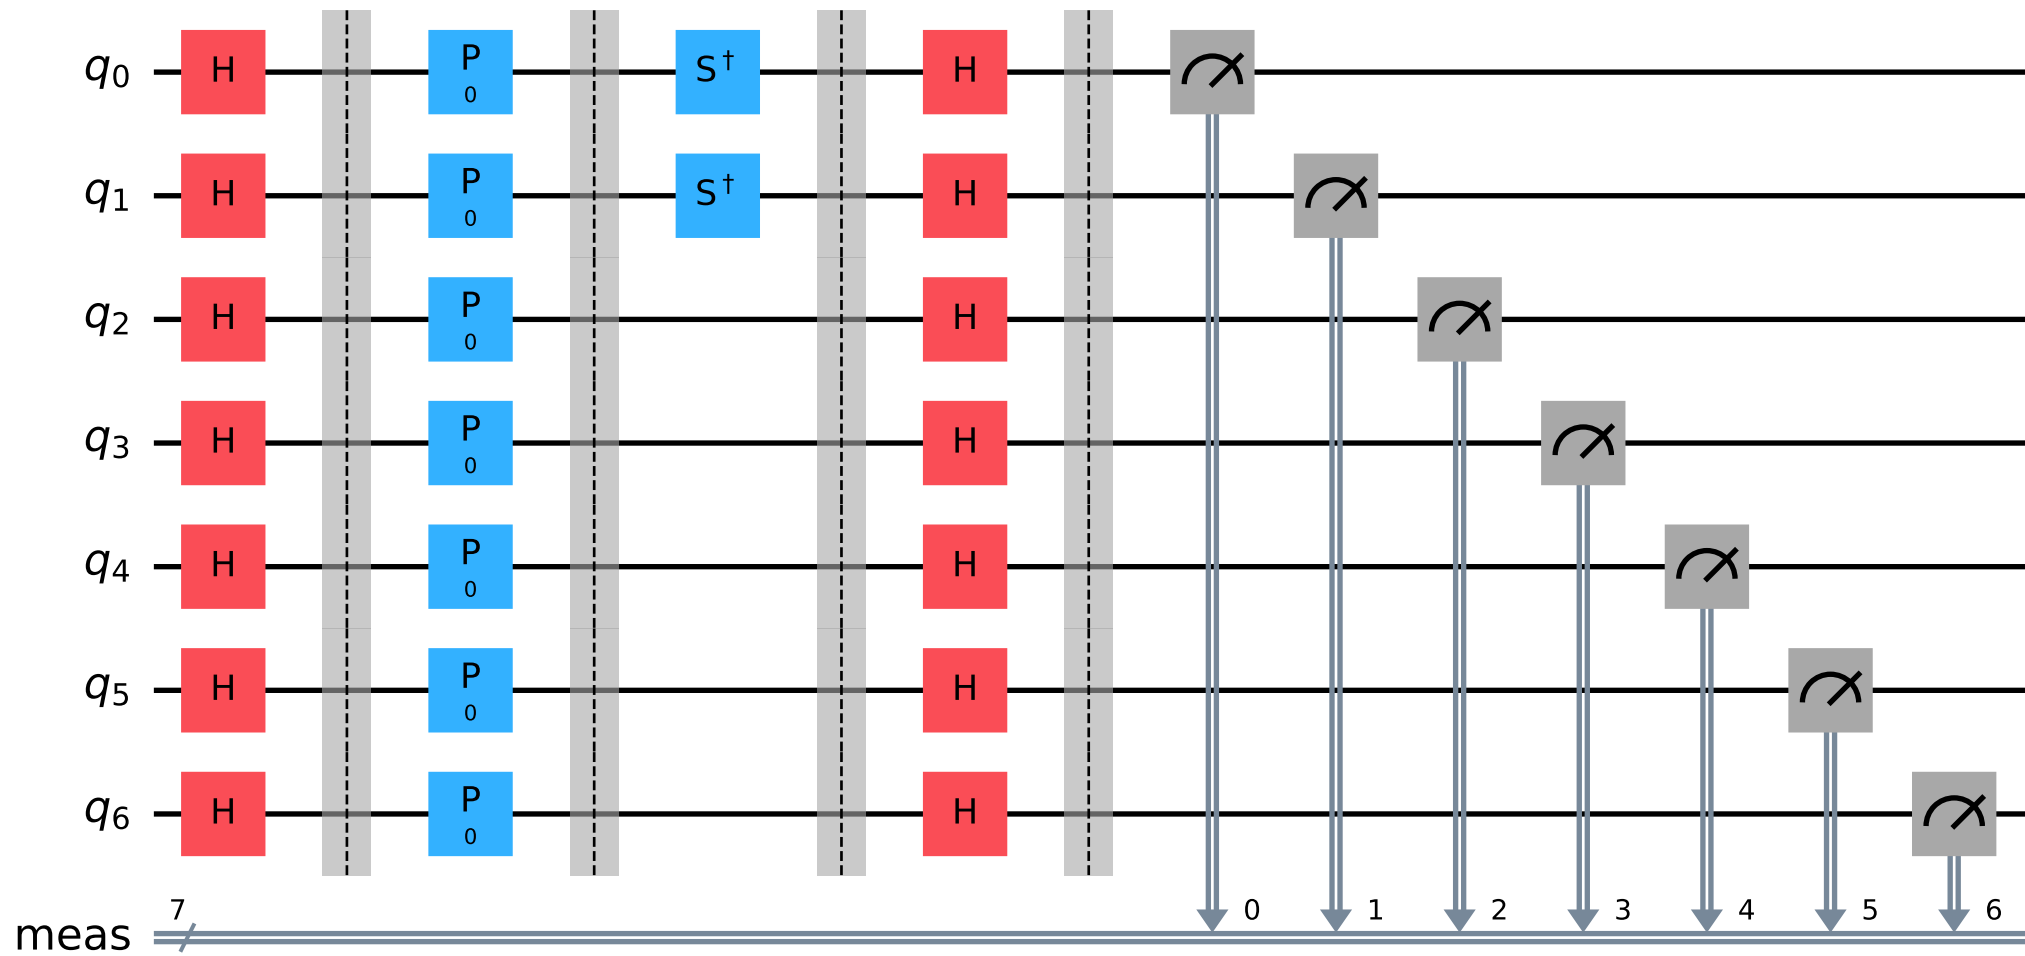 q0 H P 0 S† H
q1 H P 0 S† H
q2 H P 0 H
q3 H P 0 H
q4 H P 0 H
q5 H P 0 H
q6 H P 0 H
7 0 1 2 3 4 5 6
meas